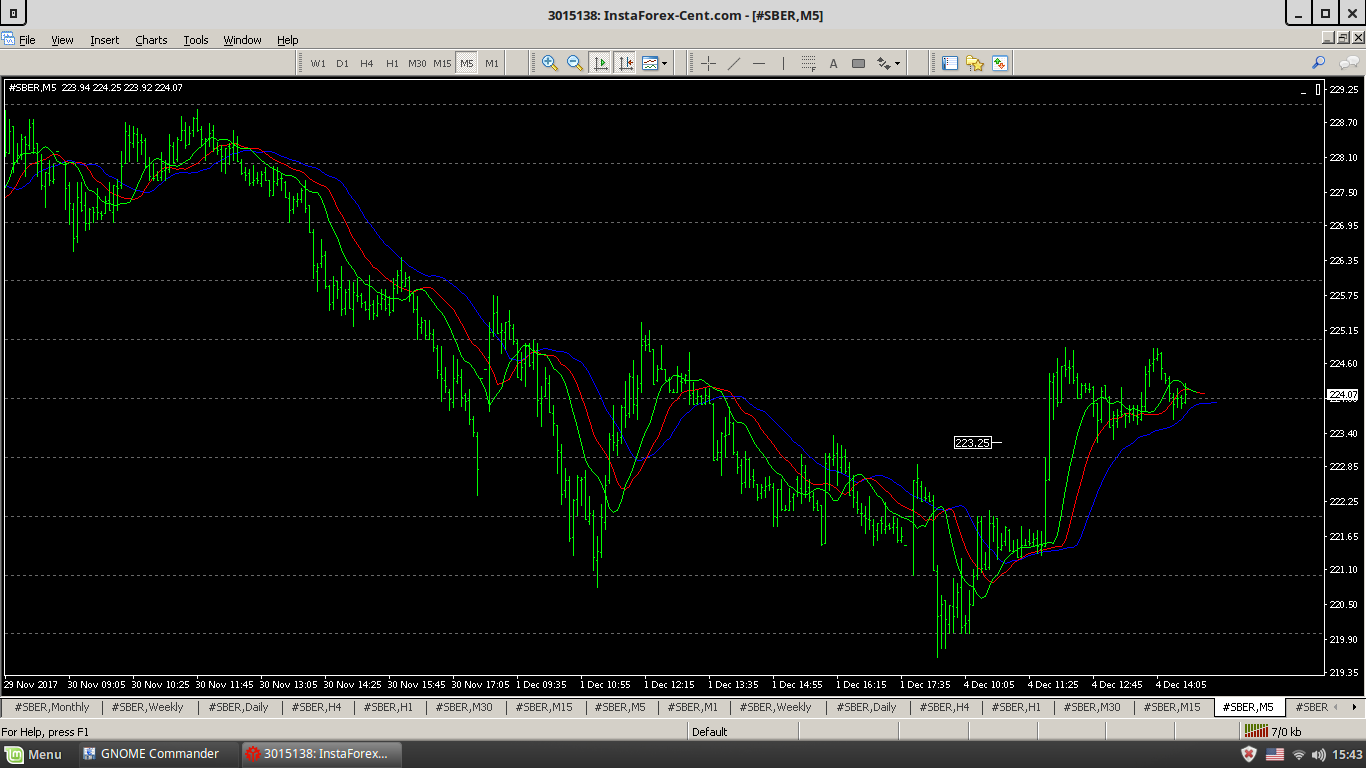 3015138: InstaForex-Cent.com - [#SBER,M5]
File View Insert Charts Tools Window Help
W1 D1 H4 H1 M30 M15 M5 M1 A
#SBER,M5 223.94 224.25 223.92 224.07
229.25
228.70
228.10
227.50
226.95
226.35
225.75
225.15
224.60
224.07
223.40
223.25
222.85
222.25
221.65
221.10
220.50
219.90
219.35
29 Nov 2017 30 Nov 09:05 30 Nov 10:25 30 Nov 11:45 30 Nov 13:05 30 Nov 14:25 30 Nov 15:45 30 Nov 17:05 1 Dec 09:35 1 Dec 10:55 1 Dec 12:15 1 Dec 13:35 1 Dec 14:55 1 Dec 16:15 1 Dec 17:35 4 Dec 10:05 4 Dec 11:25 4 Dec 12:45 4 Dec 14:05
#SBER,Monthly #SBER,Weekly #SBER,Daily #SBER,H4 #SBER,H1 #SBER,M30 #SBER,M15 #SBER,M5 #SBER,M1 #SBER,Weekly #SBER,Daily #SBER,H4 #SBER,H1 #SBER,M30 #SBER,M15 #SBER,M5 #SBER
For Help, press F1 Default 7/0 kb
Menu GNOME Commander 3015138: InstaForex... 15:43